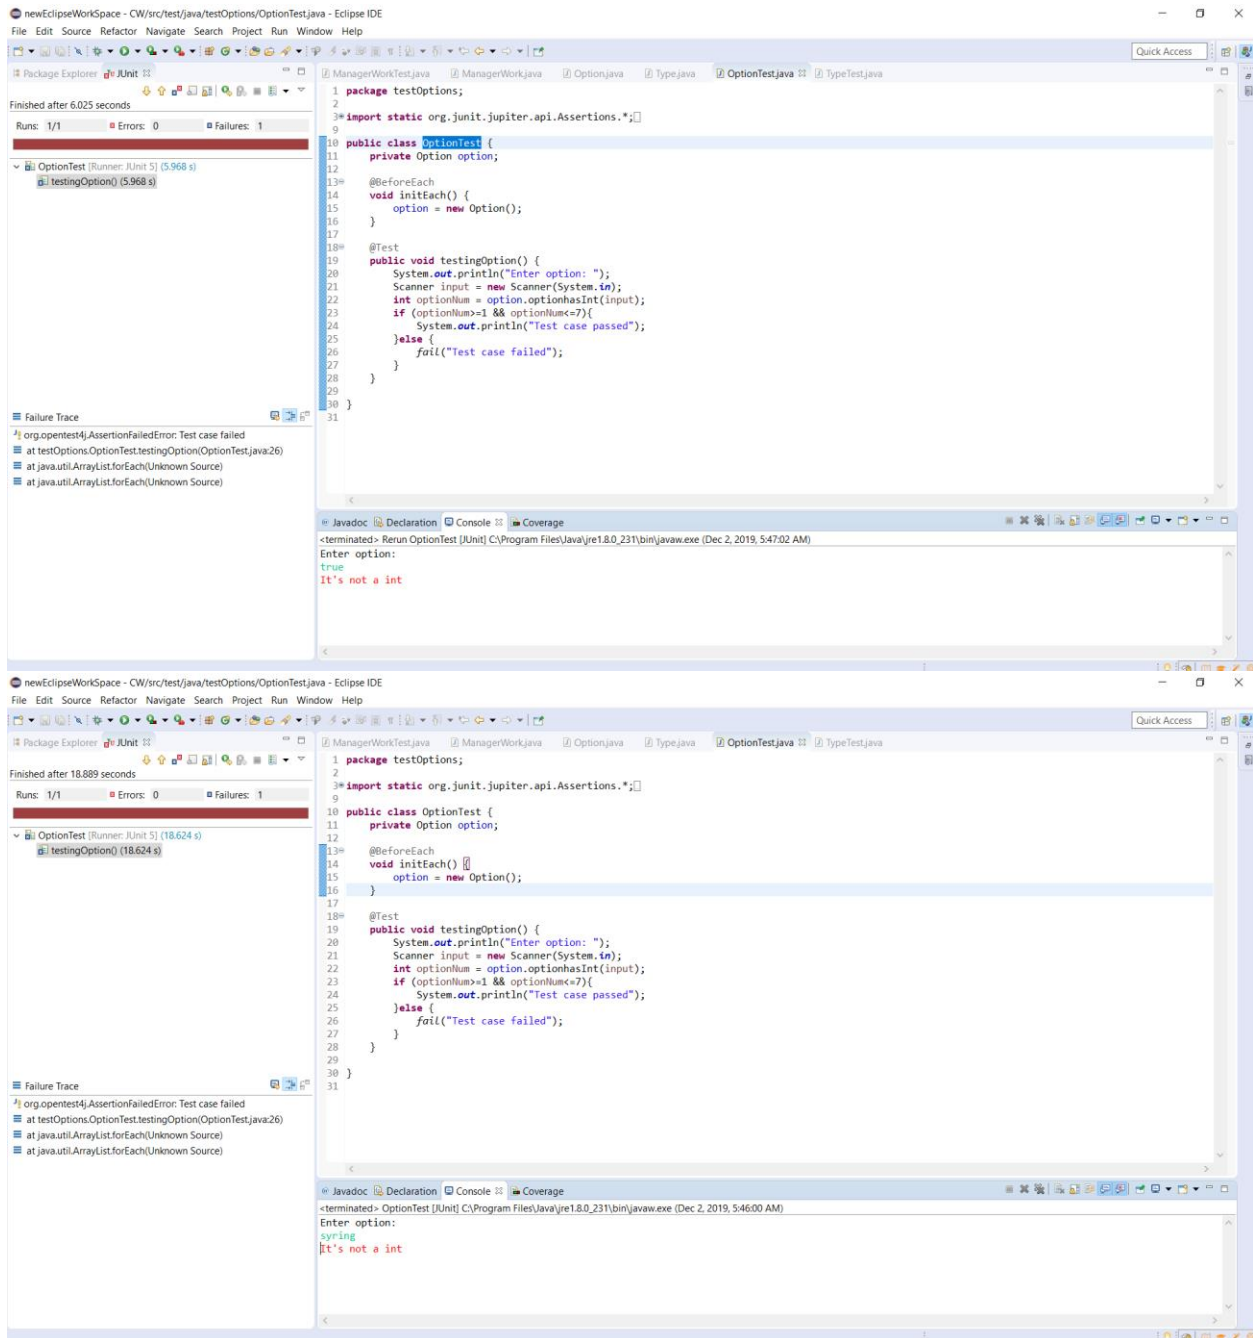 newEclipseWorkSpace - CW/src/test/java/testOptions/OptionTest.java - Eclipse IDE
File Edit Source Refactor Navigate Search Project Run Window Help
Quick Access
Package Explorer JUnit
ManagerWorkTest.java ManagerWork.java Option.java Type.java OptionTest.java TypeTest.java
Finished after 6.025 seconds
Runs: 1/1 Errors: 0 Failures: 1
OptionTest [Runner: JUnit 5] (5.968 s)
testingOption() (5.968 s)
1 package testOptions;
2
3 import static org.junit.jupiter.api.Assertions.*;
9
10 public class OptionTest {
11 private Option option;
12
13 @BeforeEach
14 void initEach() {
15 option = new Option();
16 }
17
18 @Test
19 public void testingOption() {
20 System.out.println("Enter option: ");
21 Scanner input = new Scanner(System.in);
22 int optionNum = option.optionhasInt(input);
23 if (optionNum>=1 && optionNum<=7){
24 System.out.println("Test case passed");
25 }else {
26 fail("Test case failed");
27 }
28 }
29
30 }
31
Failure Trace
org.opentest4j.AssertionFailedError: Test case failed
at testOptions.OptionTest.testingOption(OptionTest.java:26)
at java.util.ArrayList.forEach(Unknown Source)
at java.util.ArrayList.forEach(Unknown Source)
Javadoc Declaration Console Coverage
<terminated> Rerun OptionTest [JUnit] C:\Program Files\Java\jre1.8.0_231\bin\javaw.exe (Dec 2, 2019, 5:47:02 AM)
Enter option:
true
It's not a int
newEclipseWorkSpace - CW/src/test/java/testOptions/OptionTest.java - Eclipse IDE
File Edit Source Refactor Navigate Search Project Run Window Help
Quick Access
Package Explorer JUnit
ManagerWorkTest.java ManagerWork.java Option.java Type.java OptionTest.java TypeTest.java
Finished after 18.889 seconds
Runs: 1/1 Errors: 0 Failures: 1
OptionTest [Runner: JUnit 5] (18.624 s)
testingOption() (18.624 s)
1 package testOptions;
2
3 import static org.junit.jupiter.api.Assertions.*;
9
10 public class OptionTest {
11 private Option option;
12
13 @BeforeEach
14 void initEach() {
15 option = new Option();
16 }
17
18 @Test
19 public void testingOption() {
20 System.out.println("Enter option: ");
21 Scanner input = new Scanner(System.in);
22 int optionNum = option.optionhasInt(input);
23 if (optionNum>=1 && optionNum<=7){
24 System.out.println("Test case passed");
25 }else {
26 fail("Test case failed");
27 }
28 }
29
30 }
31
Failure Trace
org.opentest4j.AssertionFailedError: Test case failed
at testOptions.OptionTest.testingOption(OptionTest.java:26)
at java.util.ArrayList.forEach(Unknown Source)
at java.util.ArrayList.forEach(Unknown Source)
Javadoc Declaration Console Coverage
<terminated> OptionTest [JUnit] C:\Program Files\Java\jre1.8.0_231\bin\javaw.exe (Dec 2, 2019, 5:46:00 AM)
Enter option:
syring
It's not a int